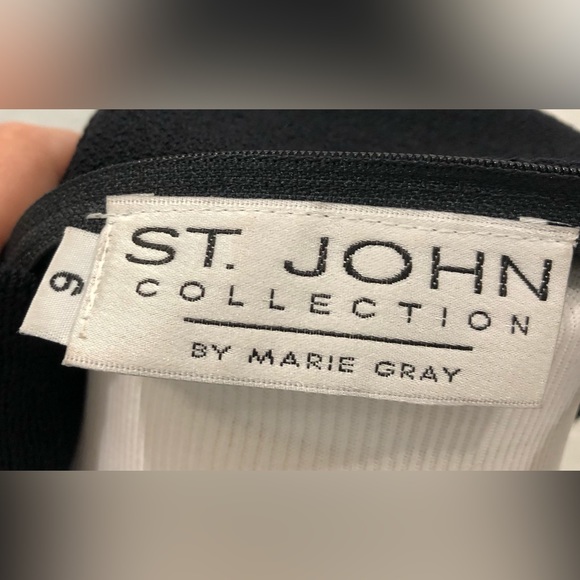 ST. JOHN
COLLECTION
BY MARIE GRAY
6